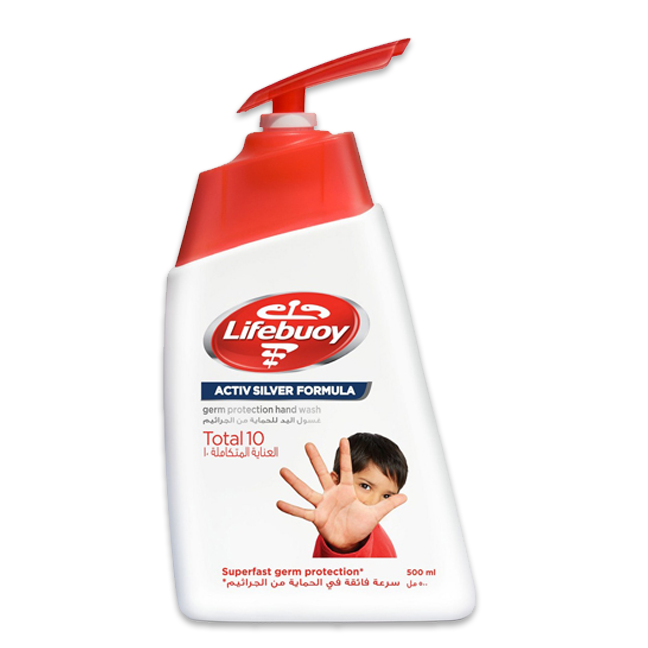 Lifebuoy
ACTIV SILVER FORMULA
germ protection hand wash
غسول اليد للحماية من الجراثيم
Total 10
العناية المتكاملة ١٠
Superfast germ protection*
500 ml
سرعة فائقة في الحماية من الجراثيم*
٥٠٠ مل